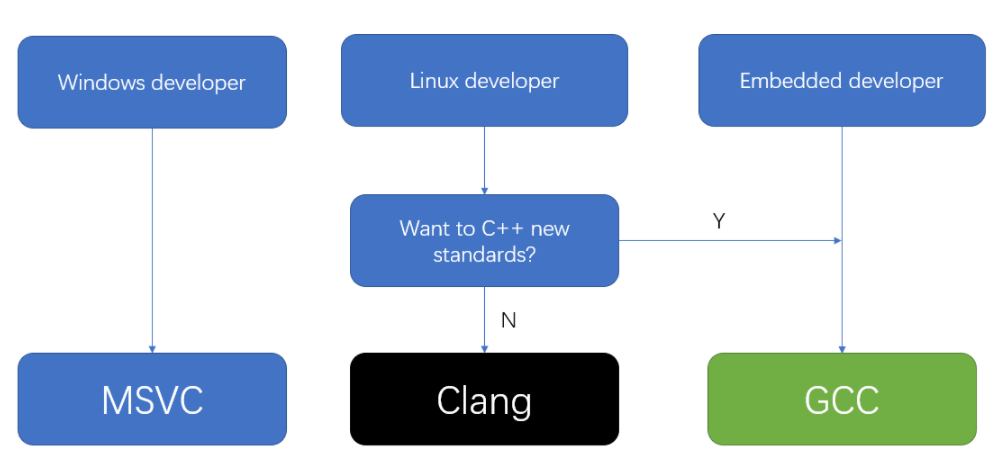 Windows developer
Linux developer
Embedded developer
Want to C++ new
standards?
Y
N
MSVC
Clang
GCC